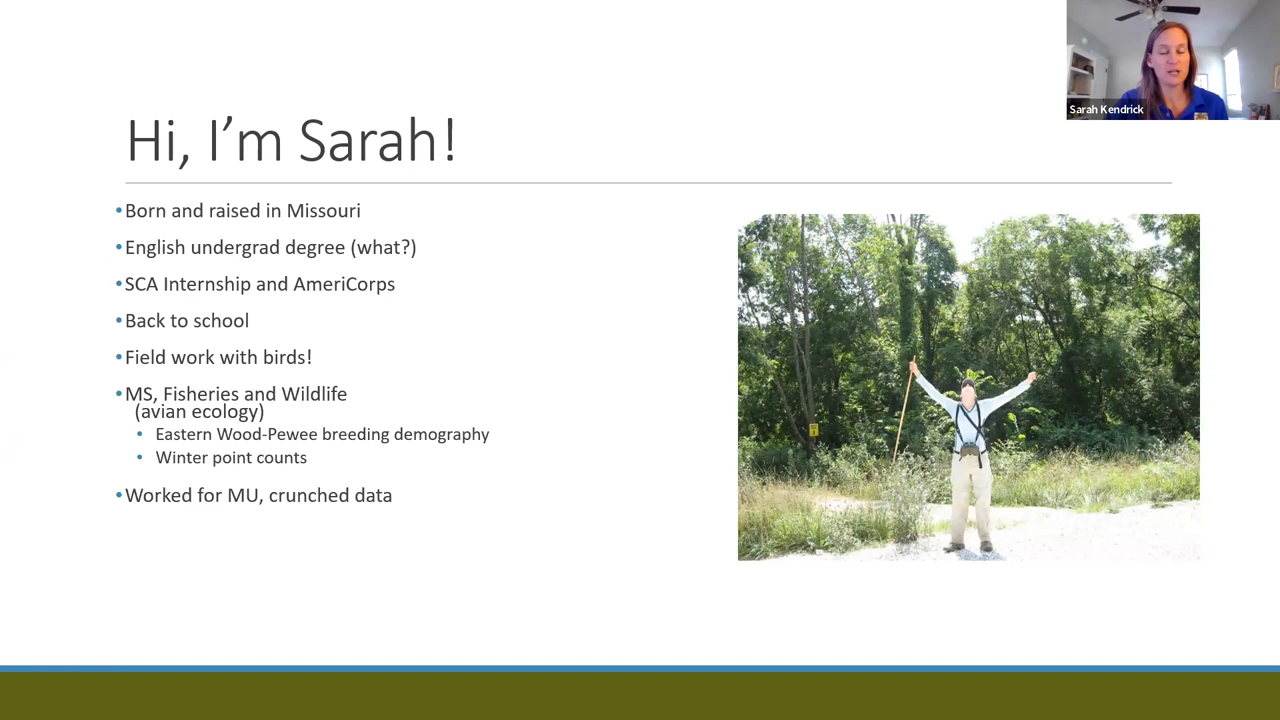 Sarah Kendrick
Hi, I’m Sarah!
•Born and raised in Missouri
•English undergrad degree (what?)
•SCA Internship and AmeriCorps
•Back to school
•Field work with birds!
•MS, Fisheries and Wildlife
(avian ecology)
• Eastern Wood-Pewee breeding demography
• Winter point counts
•Worked for MU, crunched data